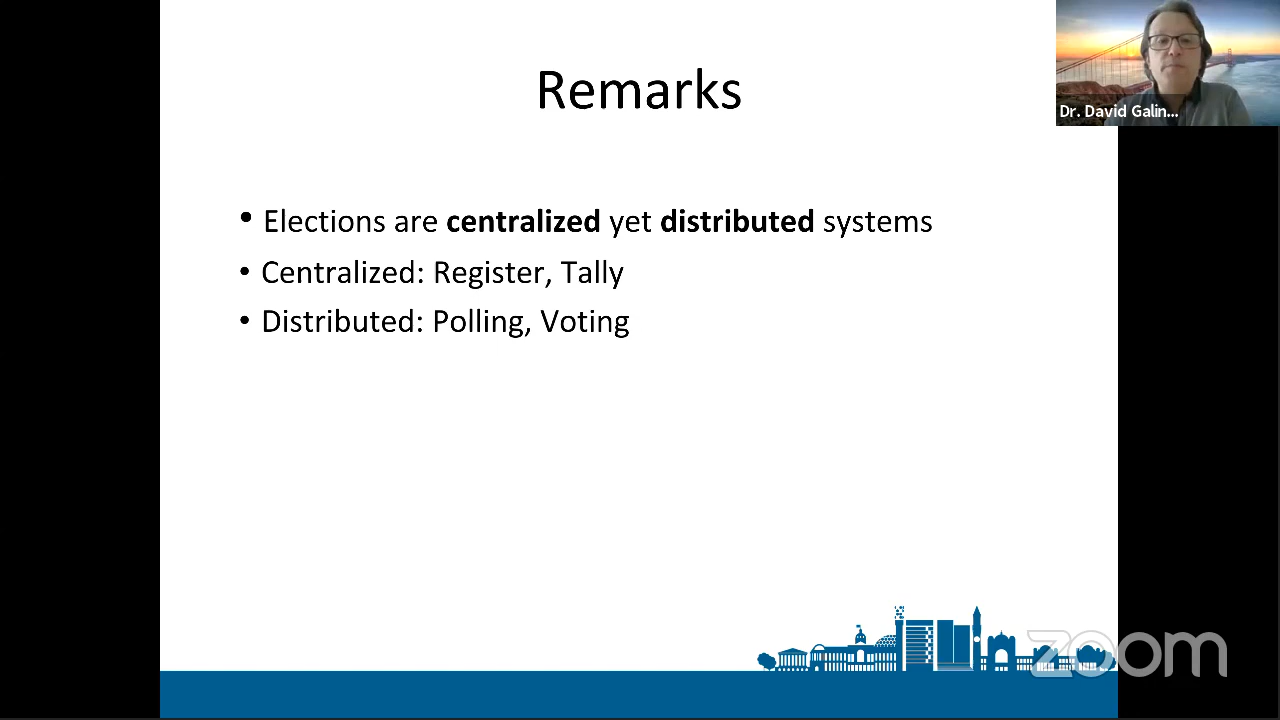 Remarks
Dr. David Galin...
• Elections are centralized yet distributed systems
• Centralized: Register, Tally
• Distributed: Polling, Voting
zoom